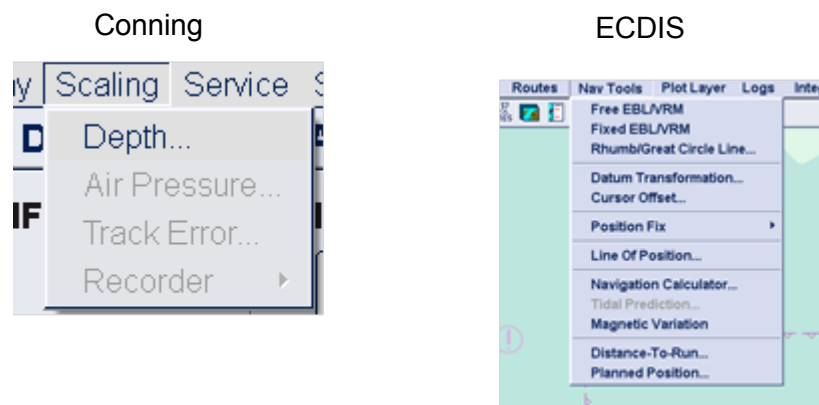 Conning
ECDIS
Scaling Service
Depth...
Air Pressure...
Track Error...
Recorder
Routes Nav Tools Plot Layer Logs Inte
Free EBL/VRM
Fixed EBL/VRM
Rhumb/Great Circle Line...
Datum Transformation...
Cursor Offset...
Position Fix
Line Of Position...
Navigation Calculator...
Tidal Prediction...
Magnetic Variation
Distance-To-Run...
Planned Position...